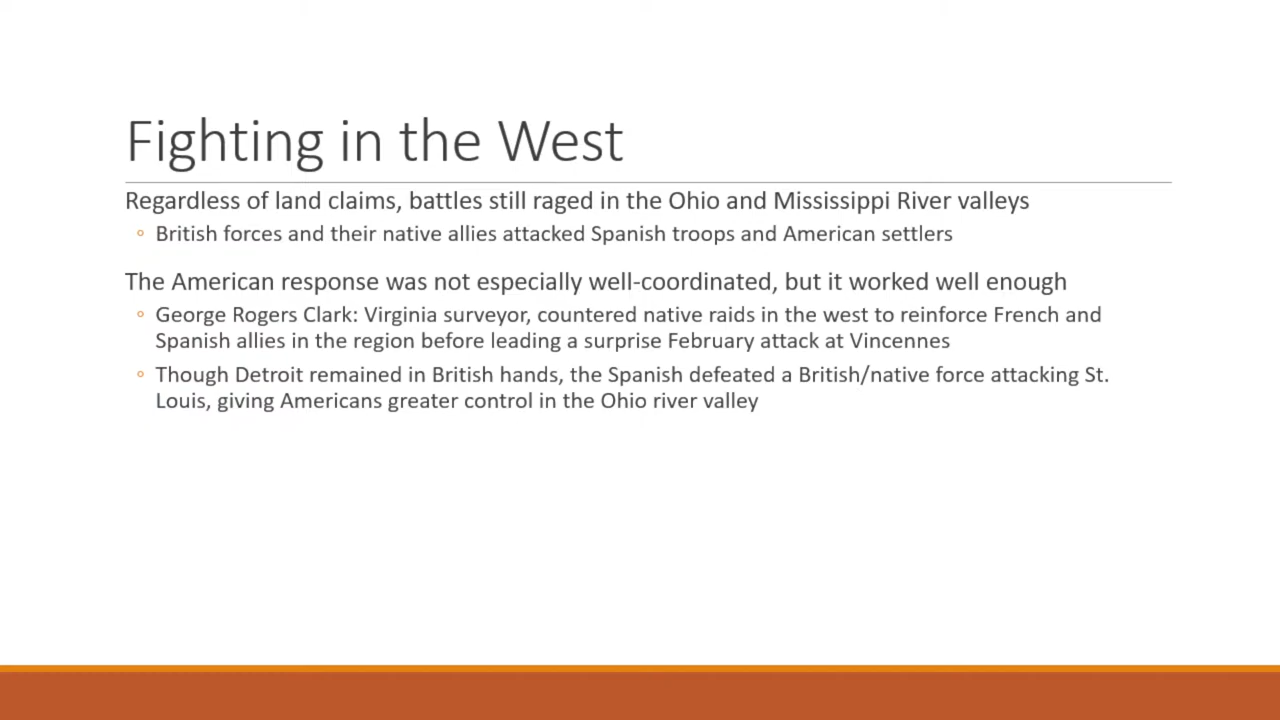 Fighting in the West
Regardless of land claims, battles still raged in the Ohio and Mississippi River valleys
◦ British forces and their native allies attacked Spanish troops and American settlers
The American response was not especially well-coordinated, but it worked well enough
◦ George Rogers Clark: Virginia surveyor, countered native raids in the west to reinforce French and
Spanish allies in the region before leading a surprise February attack at Vincennes
◦ Though Detroit remained in British hands, the Spanish defeated a British/native force attacking St.
Louis, giving Americans greater control in the Ohio river valley